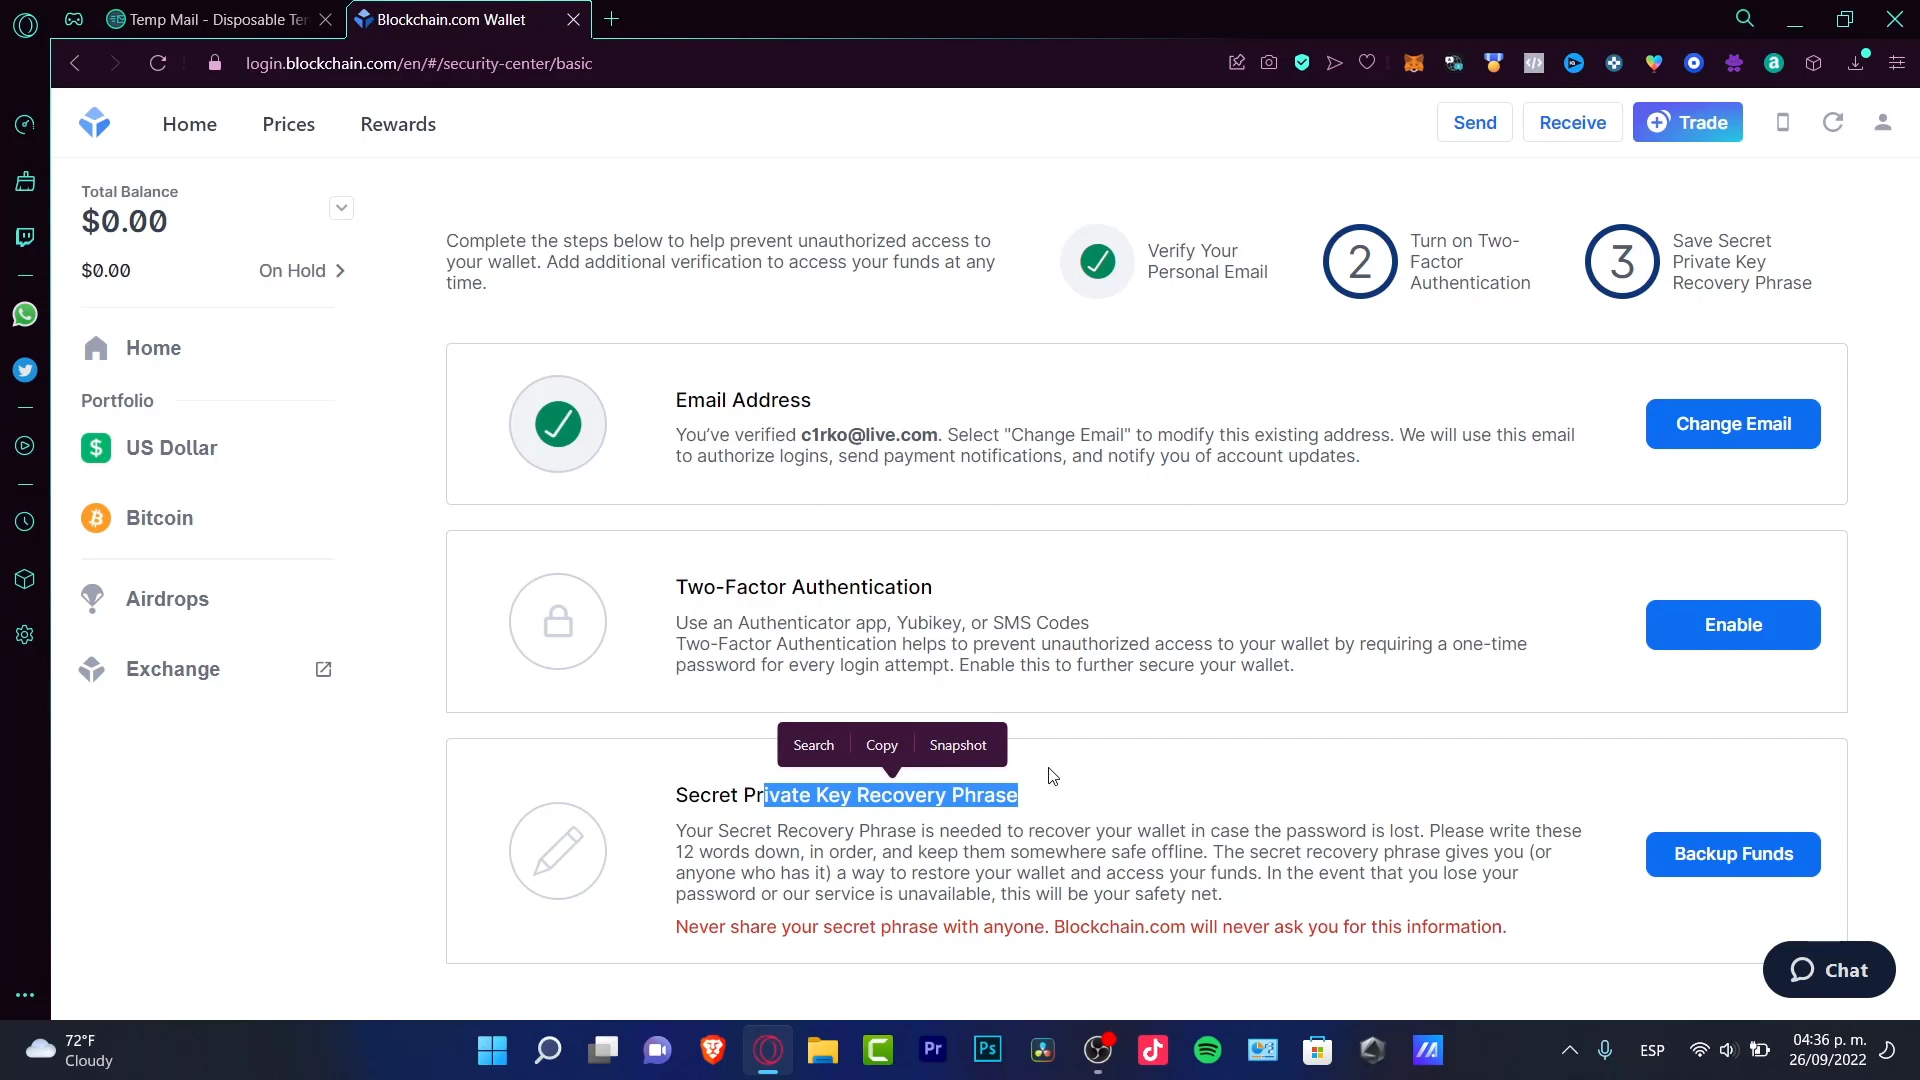 Temp Mail - Disposable Ter
Blockchain.com Wallet
login.blockchain.com/en/#/security-center/basic
Home
Prices
Rewards
Send
Receive
Trade
Total Balance
$0.00
$0.00
On Hold
Home
Portfolio
US Dollar
Bitcoin
Airdrops
Exchange
Complete the steps below to help prevent unauthorized access to
your wallet. Add additional verification to access your funds at any
time.
Verify Your
Personal Email
2
Turn on Two-
Factor
Authentication
3
Save Secret
Private Key
Recovery Phrase
Email Address
You've verified c1rko@live.com. Select "Change Email" to modify this existing address. We will use this email
to authorize logins, send payment notifications, and notify you of account updates.
Change Email
Two-Factor Authentication
Use an Authenticator app, Yubikey, or SMS Codes
Two-Factor Authentication helps to prevent unauthorized access to your wallet by requiring a one-time
password for every login attempt. Enable this to further secure your wallet.
Enable
Search
Copy
Snapshot
Secret Private Key Recovery Phrase
Your Secret Recovery Phrase is needed to recover your wallet in case the password is lost. Please write these
12 words down, in order, and keep them somewhere safe offline. The secret recovery phrase gives you (or
anyone who has it) a way to restore your wallet and access your funds. In the event that you lose your
password or our service is unavailable, this will be your safety net.
Never share your secret phrase with anyone. Blockchain.com will never ask you for this information.
Backup Funds
Chat
72°F
Cloudy
Pr
Ps
ESP
04:36 p. m.
26/09/2022